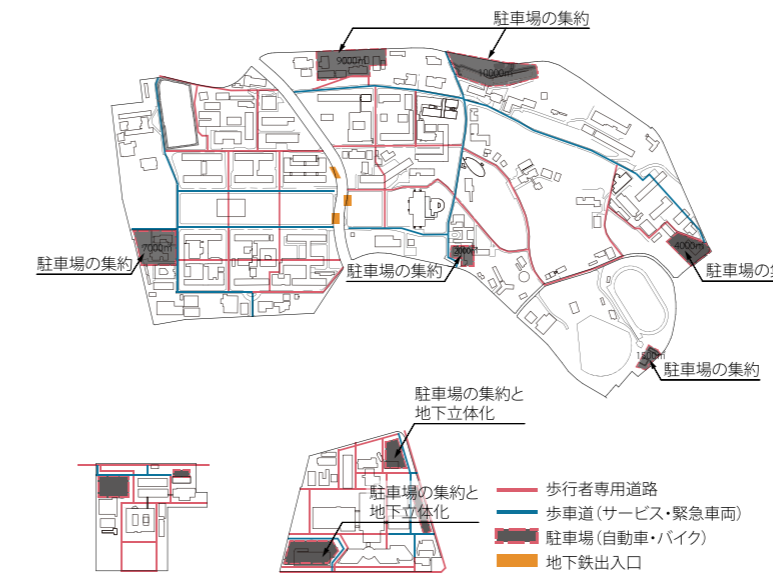 駐車場の集約
駐車場の集約
9000㎡
10000㎡
7000㎡
駐車場の集約
駐車場の集約
4000㎡
駐車場の
1500㎡
駐車場の集約
駐車場の集約と
地下立体化
駐車場の集約と
地下立体化
歩行者専用道路
歩車道(サービス・緊急車両)
駐車場(自動車・バイク)
地下鉄出入口